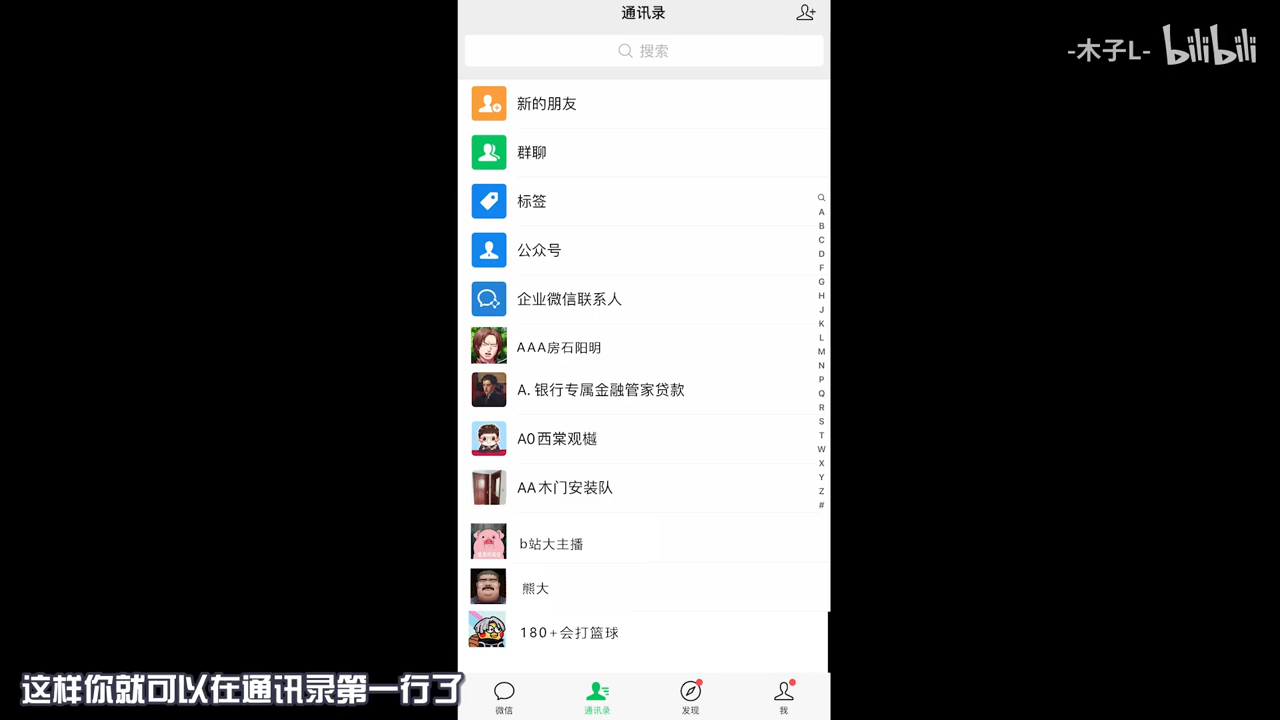 通讯录
搜索
-木子L- bilibili
新的朋友
群聊
标签
公众号
企业微信联系人
AAA房石阳明
A. 银行专属金融管家贷款
A0西棠观樾
AA木门安装队
b站大主播
熊大
180+会打篮球
A
B
C
D
F
G
H
J
K
L
M
N
P
Q
R
S
T
W
X
Y
Z
#
这样你就可以在通讯录第一行了
微信
通讯录
发现
我